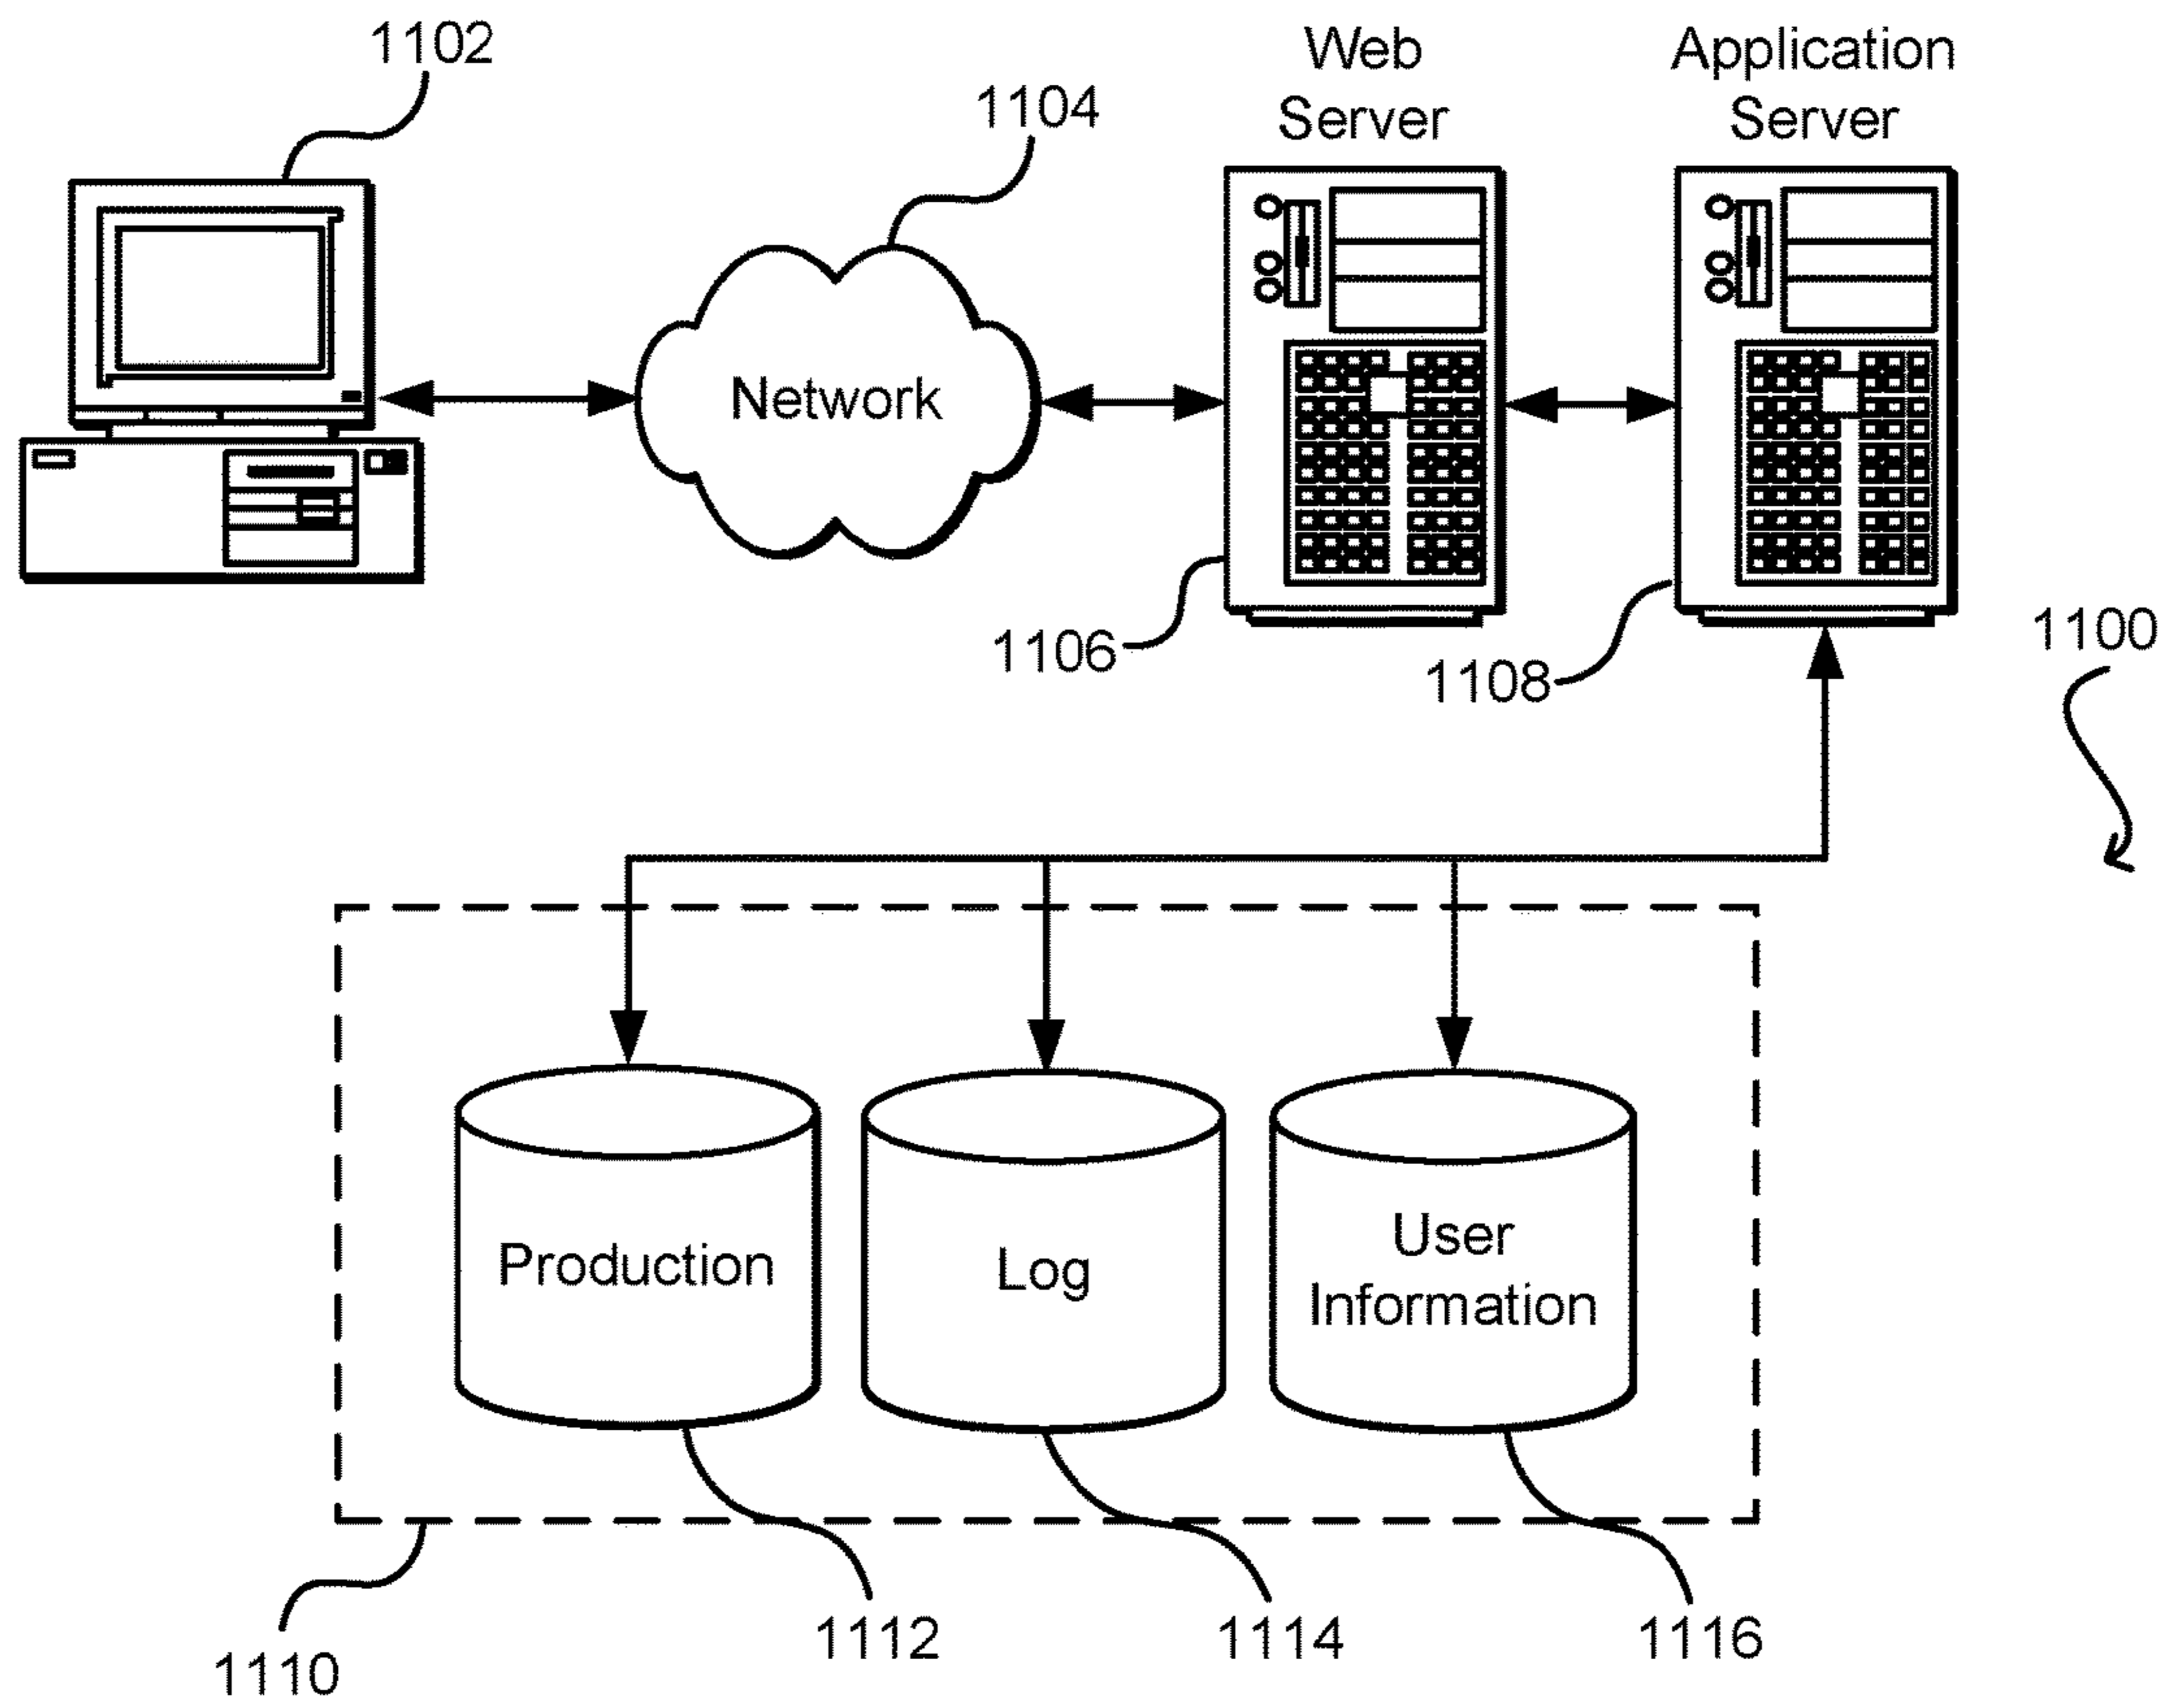 1102
1104
Web
Server
Application
Server
Network
1106
1108
1100
Production
Log
User
Information
1110
1112
1114
1116